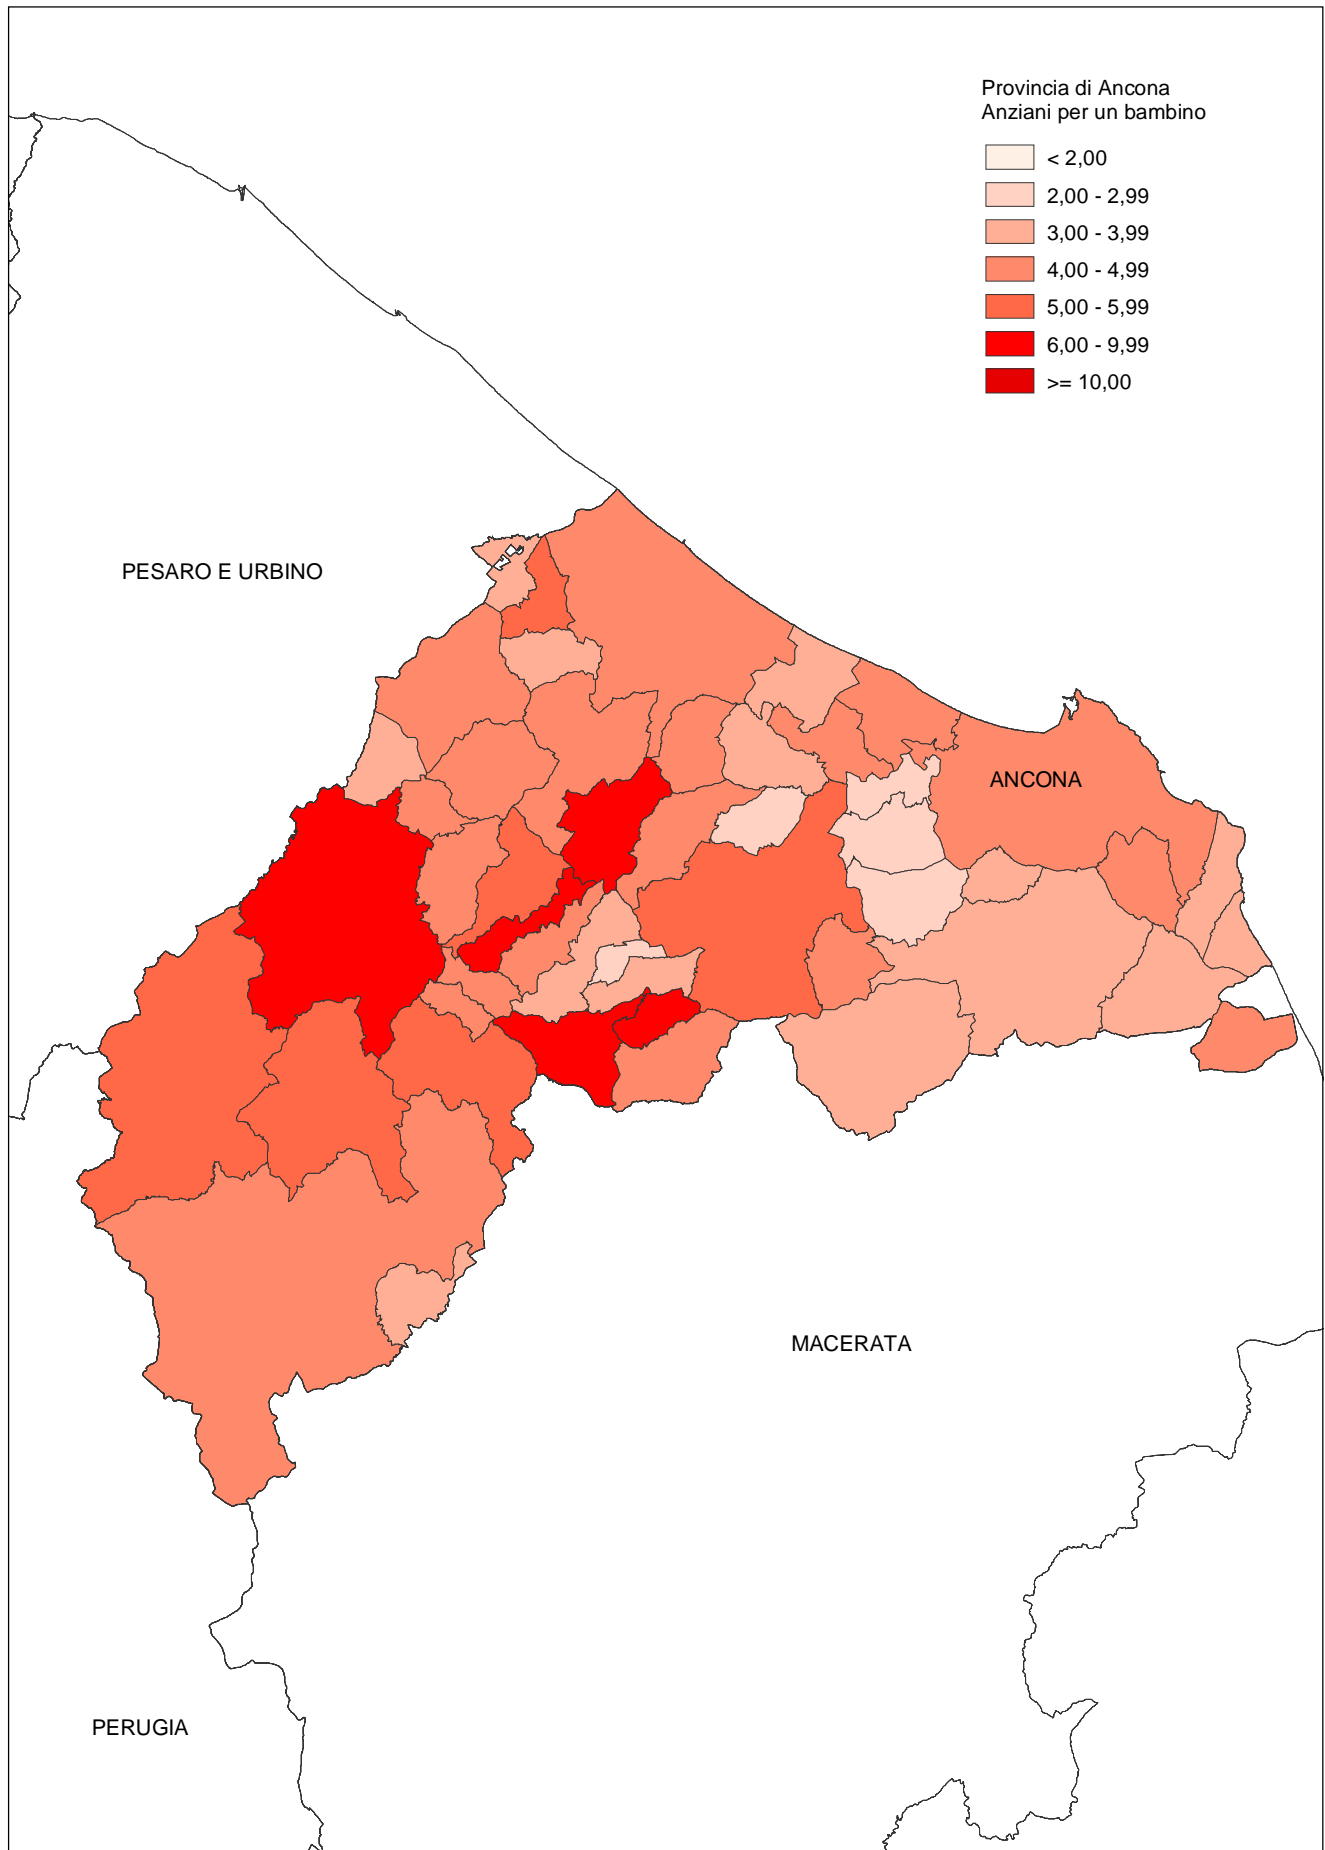 Provincia di Ancona
Anziani per un bambino
< 2,00
2,00 - 2,99
3,00 - 3,99
4,00 - 4,99
5,00 - 5,99
6,00 - 9,99
>= 10,00
PESARO E URBINO
ANCONA
MACERATA
PERUGIA